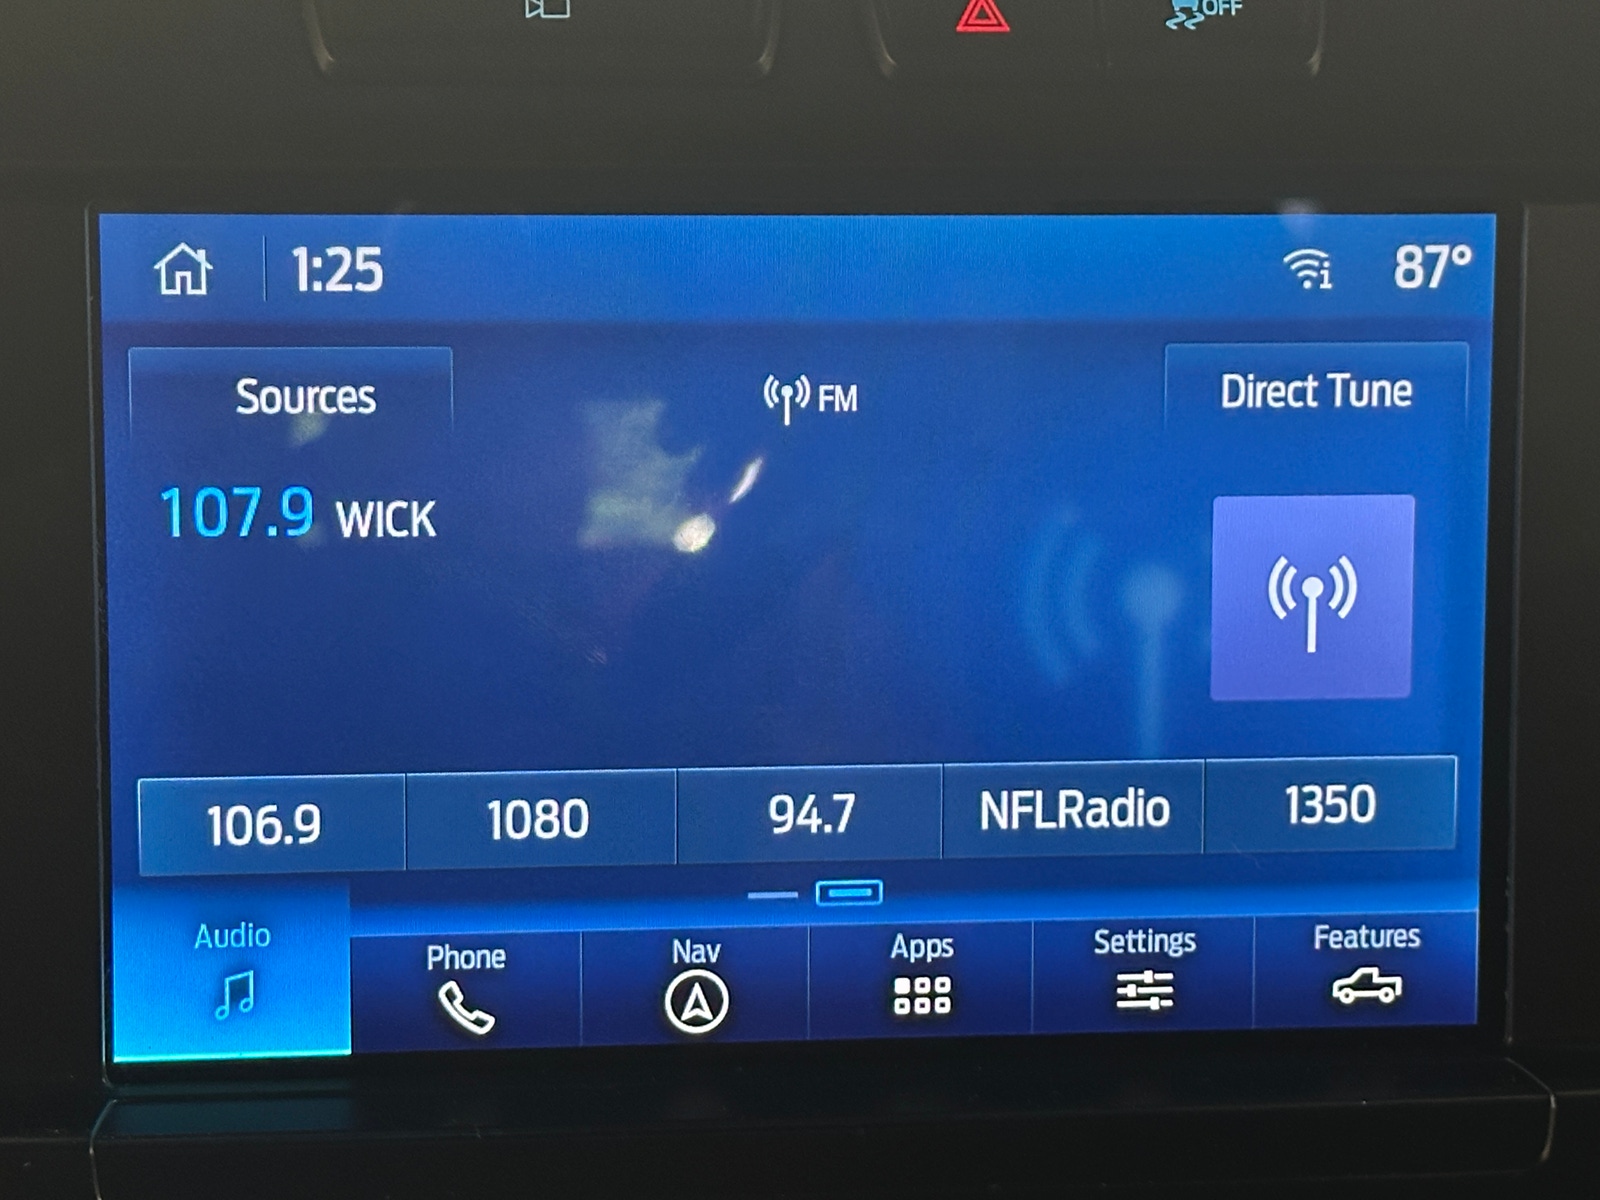 OFF
1:25
87°
Sources
FM
Direct Tune
107.9 WICK
106.9
1080
94.7
NFLRadio
1350
Audio
Phone
Nav
Apps
Settings
Features